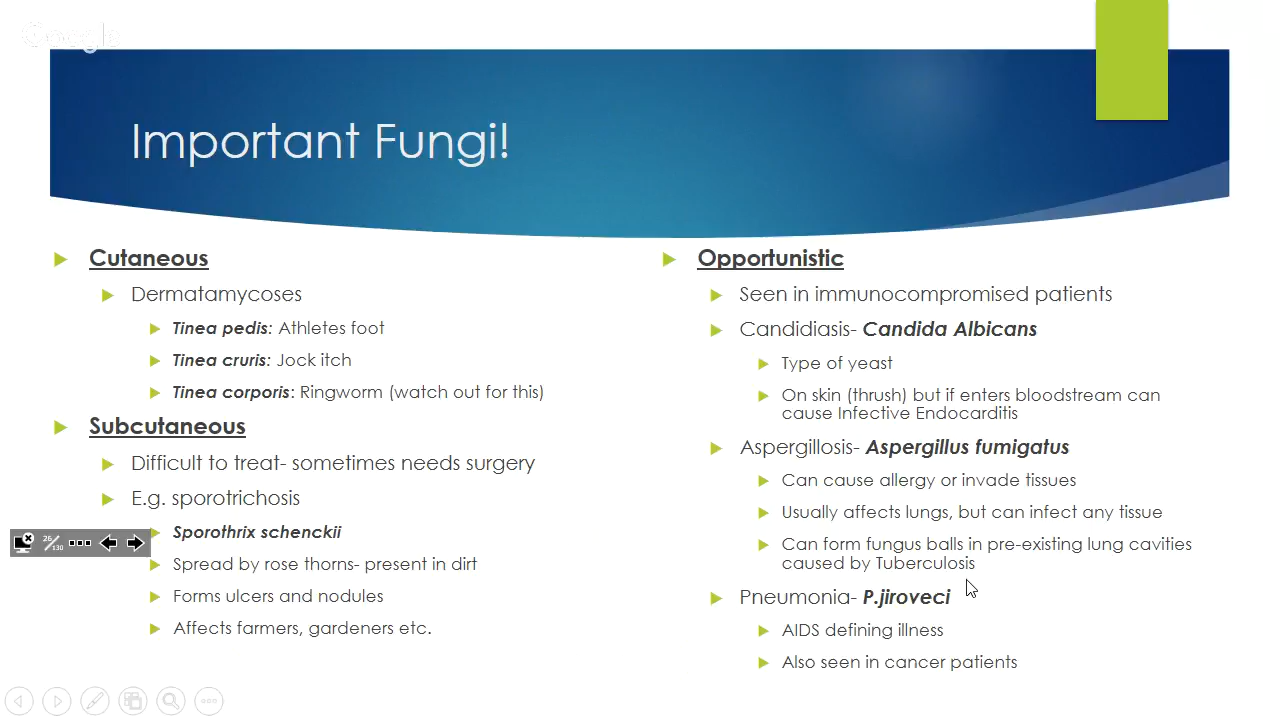 Google
Important Fungi!
Cutaneous
Dermatamycoses
Tinea pedis: Athletes foot
Tinea cruris: Jock itch
Tinea corporis: Ringworm (watch out for this)
Subcutaneous
Difficult to treat- sometimes needs surgery
E.g. sporotrichosis
Sporothrix schenckii
Spread by rose thorns- present in dirt
Forms ulcers and nodules
Affects farmers, gardeners etc.
Opportunistic
Seen in immunocompromised patients
Candidiasis- Candida Albicans
Type of yeast
On skin (thrush) but if enters bloodstream can
cause Infective Endocarditis
Aspergillosis- Aspergillus fumigatus
Can cause allergy or invade tissues
Usually affects lungs, but can infect any tissue
Can form fungus balls in pre-existing lung cavities
caused by Tuberculosis
Pneumonia- P.jiroveci
AIDS defining illness
Also seen in cancer patients
26/130